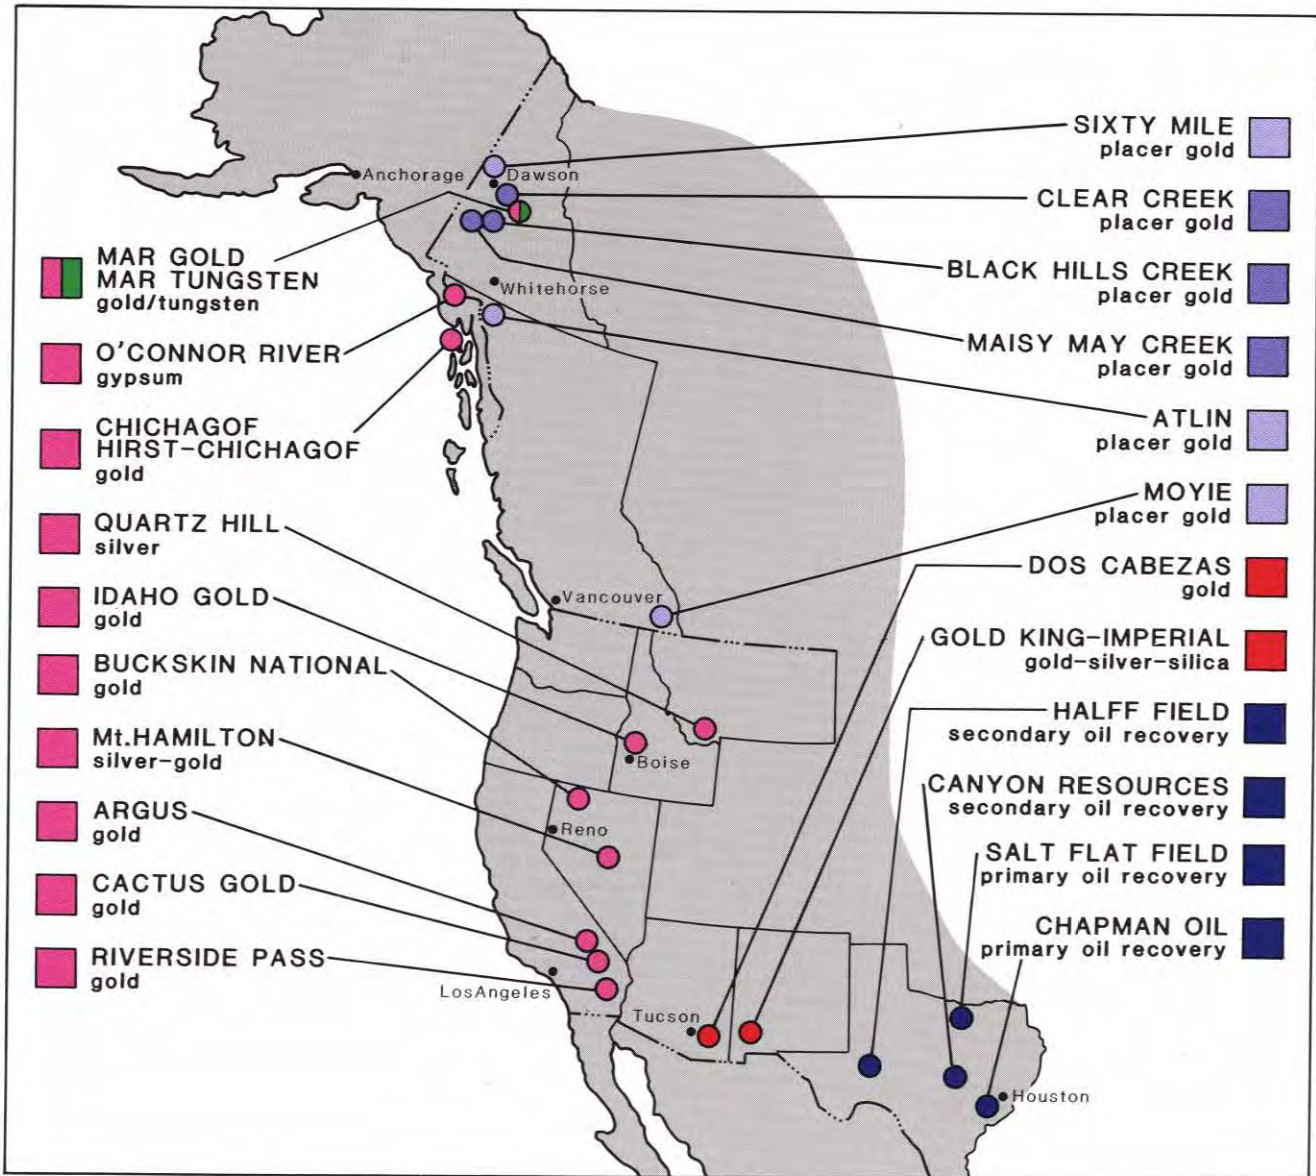 MAR GOLD
MAR TUNGSTEN
gold/tungsten
O'CONNOR RIVER
gypsum
CHICHAGOF
HIRST-CHICHAGOF
gold
QUARTZ HILL
silver
IDAHO GOLD
gold
BUCKSKIN NATIONAL
gold
Mt.HAMILTON
silver-gold
ARGUS
gold
CACTUS GOLD
gold
RIVERSIDE PASS
gold
Anchorage
Dawson
Whitehorse
Vancouver
Boise
Reno
LosAngeles
Tucson
Houston
SIXTY MILE
placer gold
CLEAR CREEK
placer gold
BLACK HILLS CREEK
placer gold
MAISY MAY CREEK
placer gold
ATLIN
placer gold
MOYIE
placer gold
DOS CABEZAS
gold
GOLD KING-IMPERIAL
gold-silver-silica
HALFF FIELD
secondary oil recovery
CANYON RESOURCES
secondary oil recovery
SALT FLAT FIELD
primary oil recovery
CHAPMAN OIL
primary oil recovery